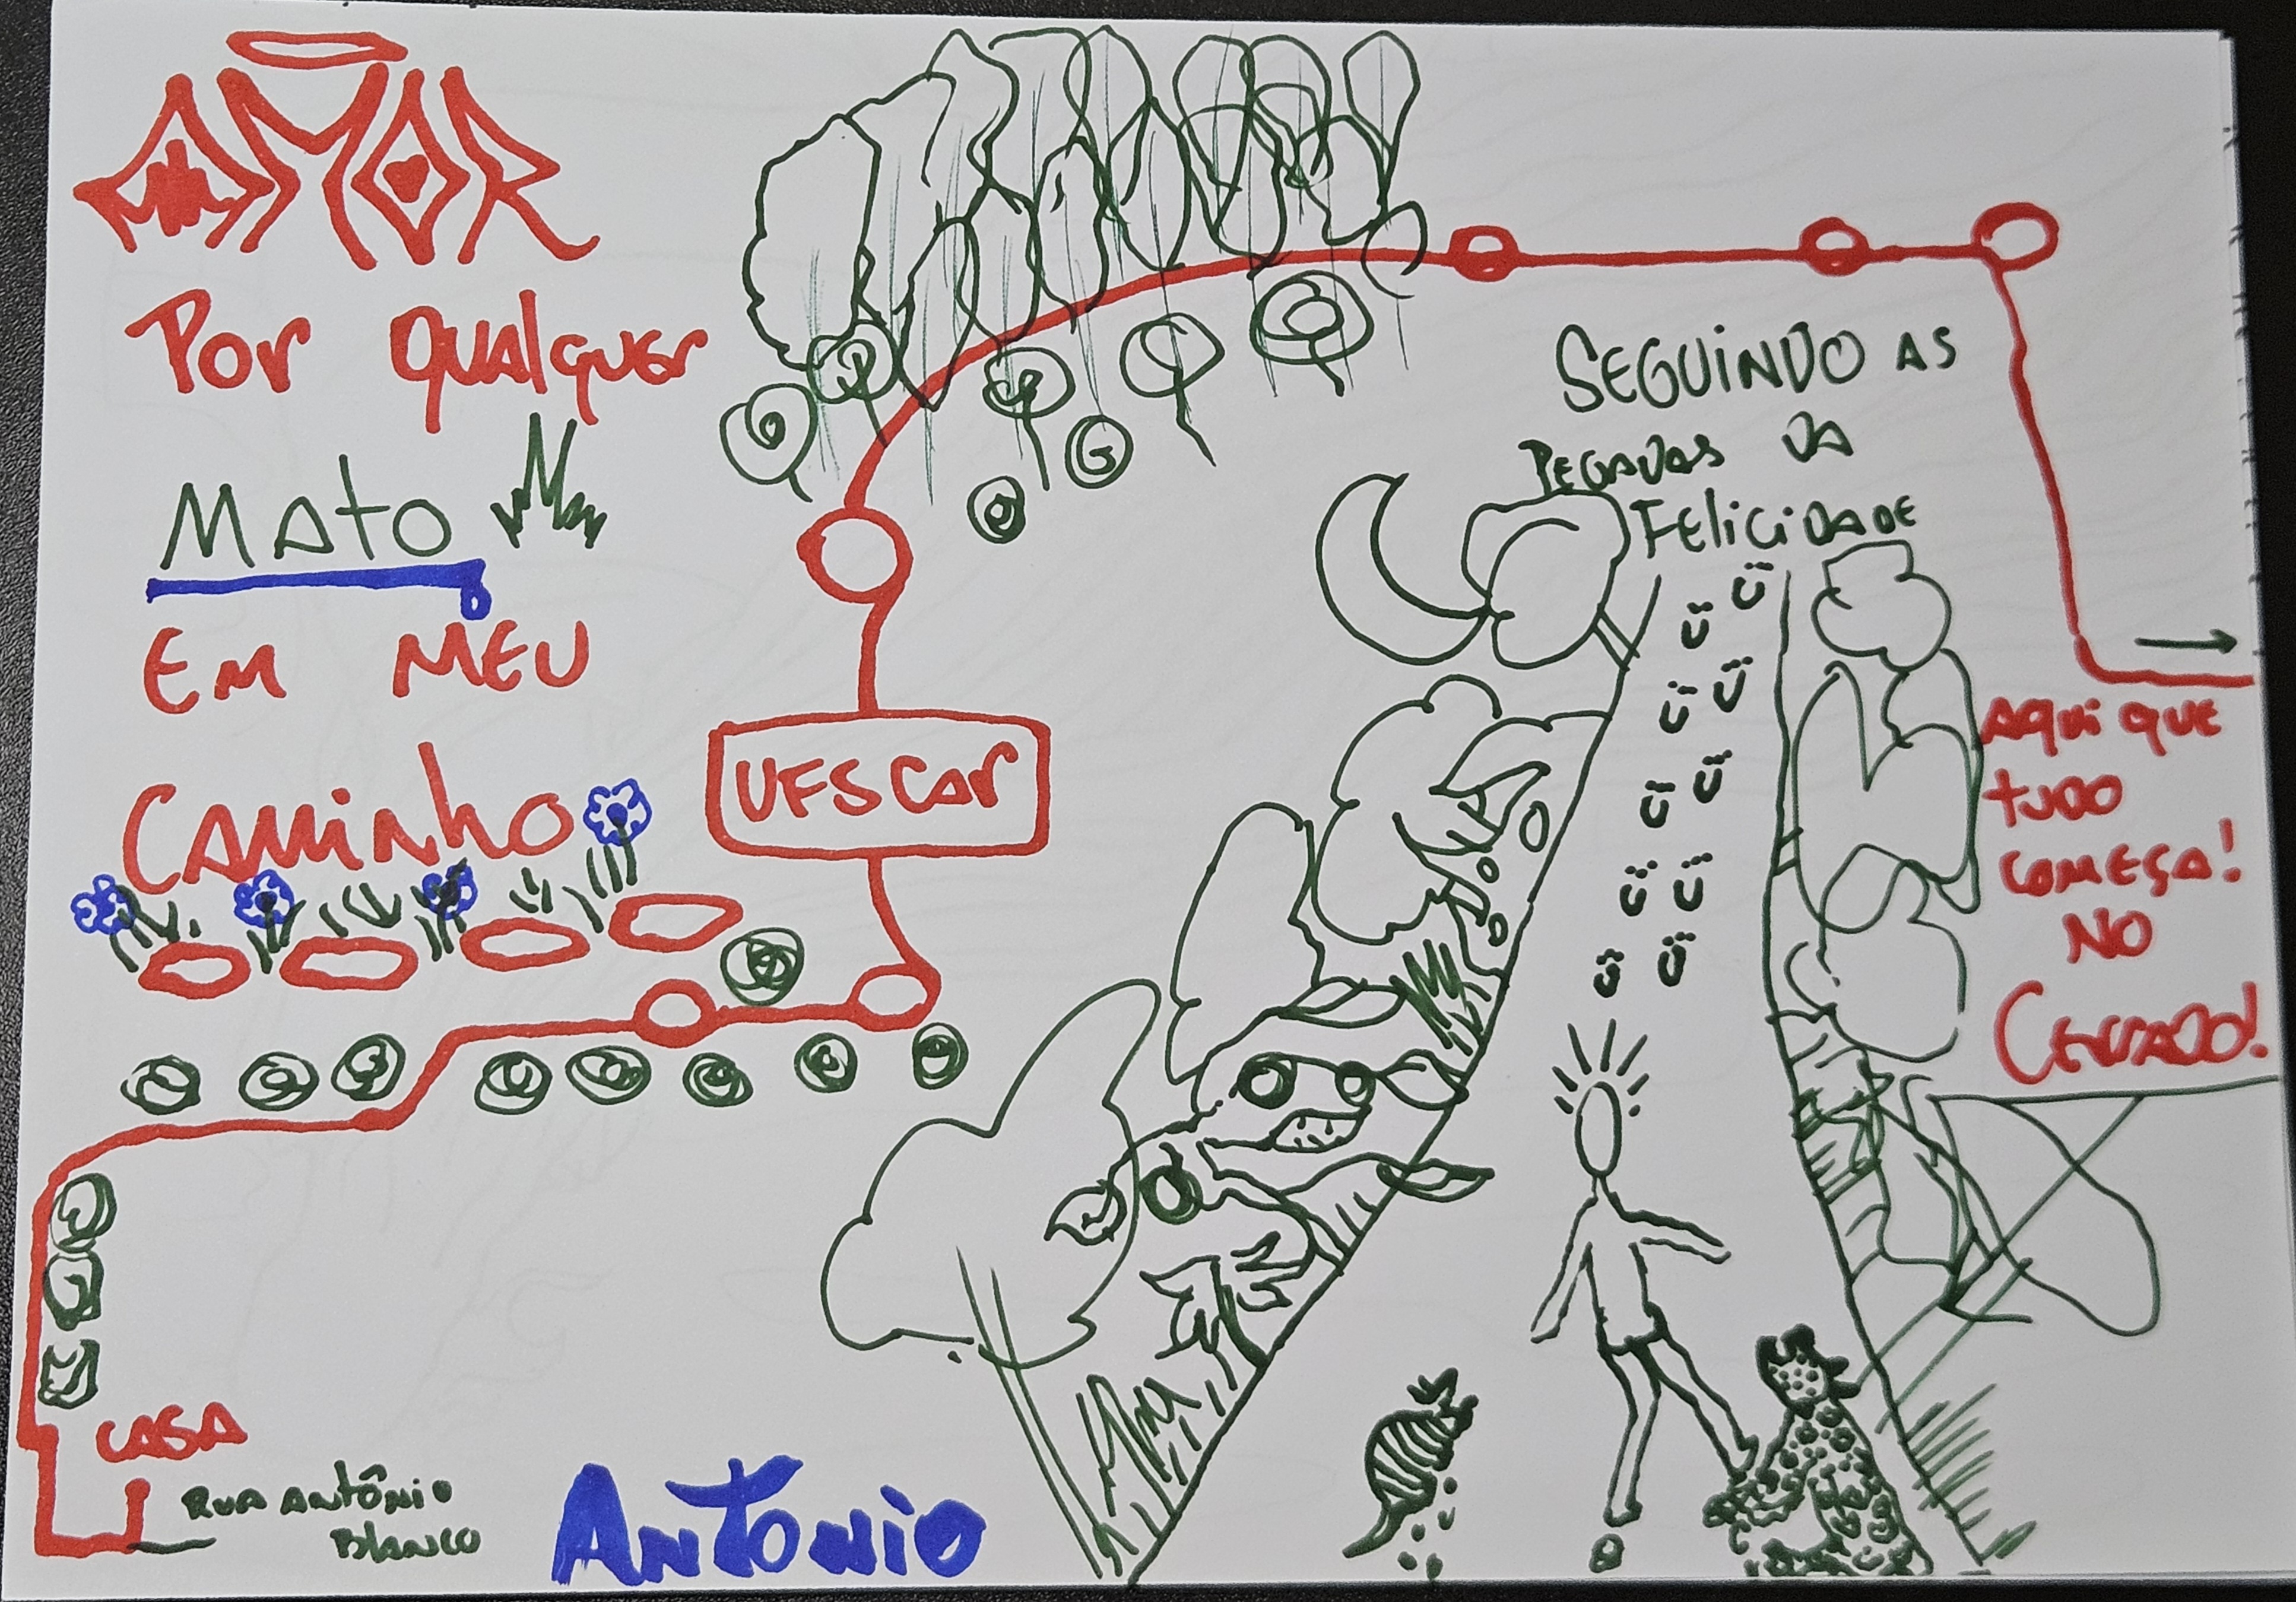 AMOR
Por qualquer
Mato
Em meu
Caminho
UFSCar
Seguindo as
pegadas da
Felicidade
Aqui que
tudo
começa!
no
Cerrado!
casa
Rua Antônio
Blanco
Antonio